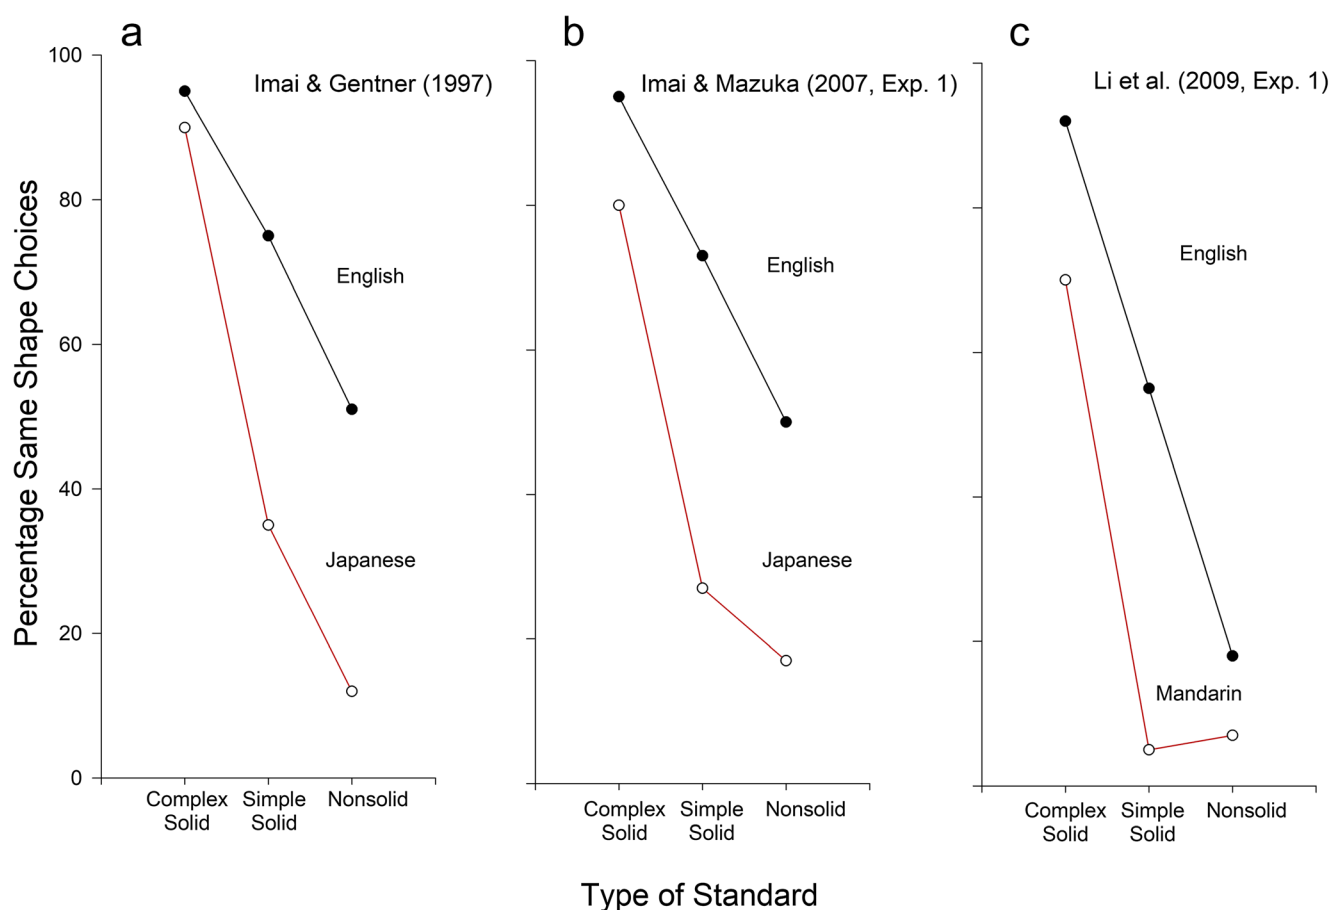 a
Imai & Gentner (1997)
b
Imai & Mazuka (2007, Exp. 1)
c
Li et al. (2009, Exp. 1)
Percentage Same Shape Choices
100
80
60
40
20
0
English
Japanese
Complex
Solid
Simple
Solid
Nonsolid
English
Japanese
Complex
Solid
Simple
Solid
Nonsolid
English
Mandarin
Complex
Solid
Simple
Solid
Nonsolid
Type of Standard